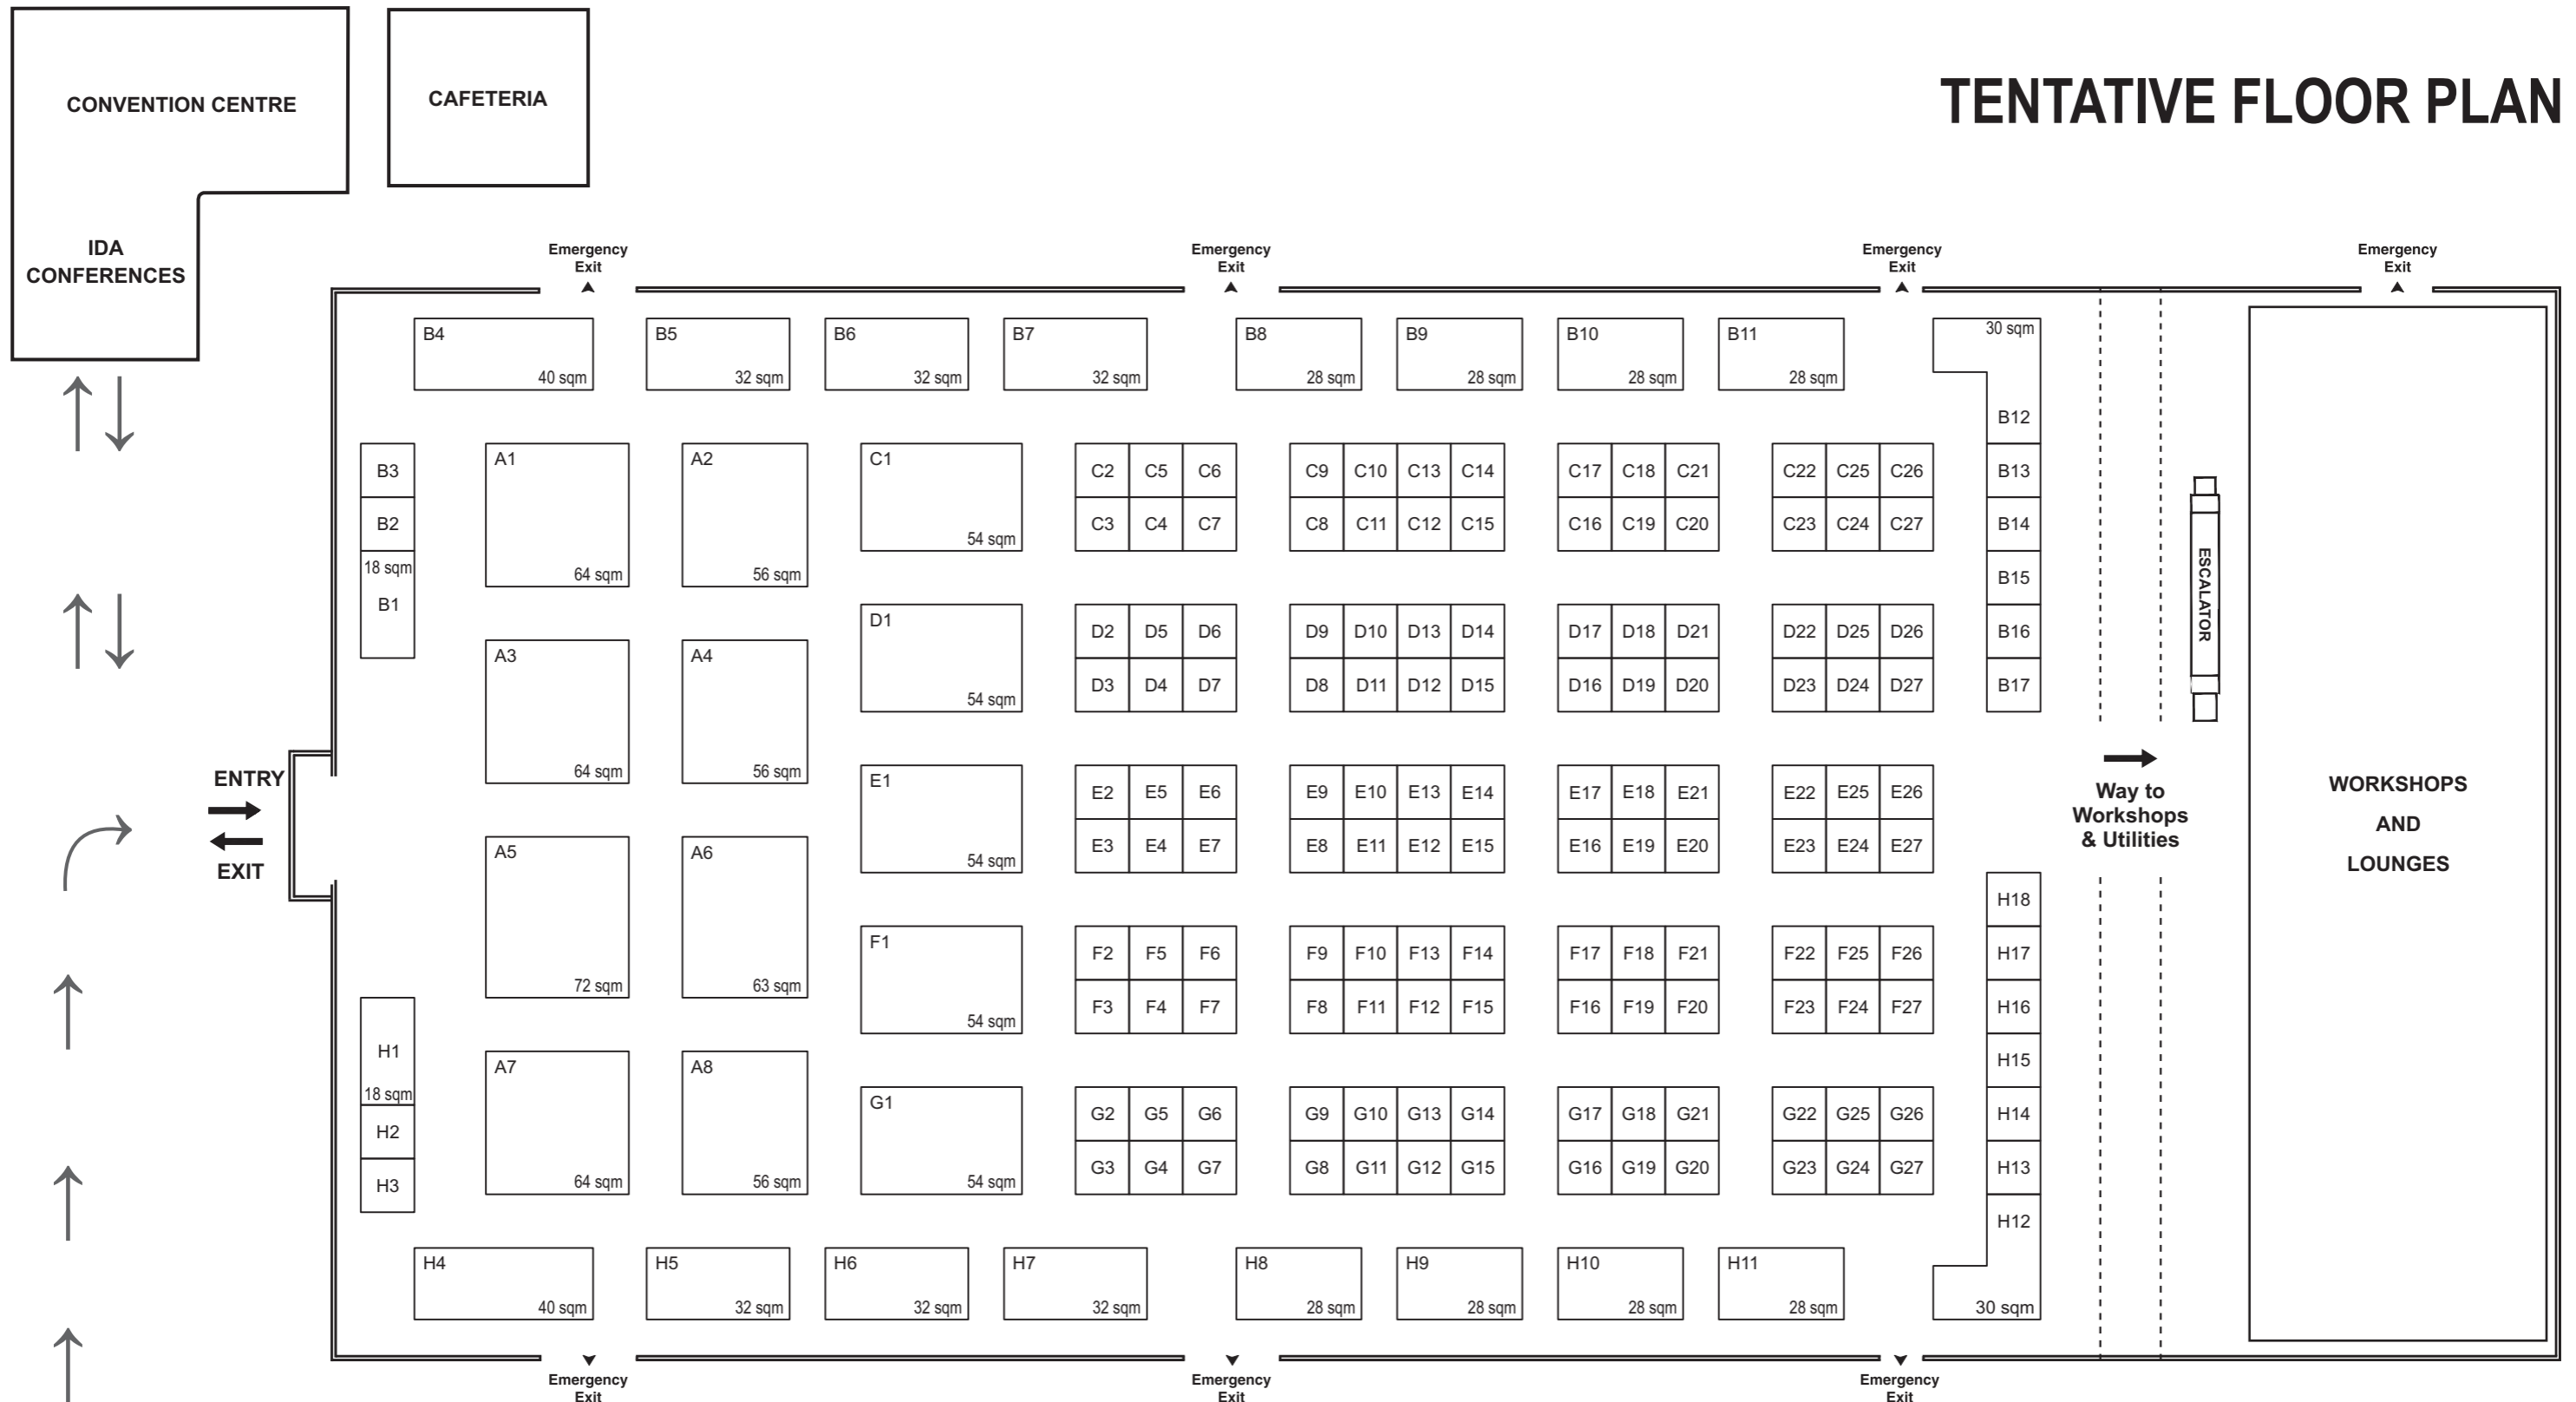 CONVENTION CENTRE
CAFETERIA
TENTATIVE FLOOR PLAN
IDA
CONFERENCES
Emergency
Exit
Emergency
Exit
Emergency
Exit
Emergency
Exit
B4
40 sqm
B5
32 sqm
B6
32 sqm
B7
32 sqm
B8
28 sqm
B9
28 sqm
B10
28 sqm
B11
28 sqm
30 sqm
B12
B3
B2
18 sqm
B1
A1
64 sqm
A2
56 sqm
C1
54 sqm
C2 C5 C6
C3 C4 C7
C9 C10 C13 C14
C8 C11 C12 C15
C17 C18 C21
C16 C19 C20
C22 C25 C26
C23 C24 C27
B13
B14
B15
B16
B17
ESCALATOR
A3
64 sqm
A4
56 sqm
D1
54 sqm
D2 D5 D6
D3 D4 D7
D9 D10 D13 D14
D8 D11 D12 D15
D17 D18 D21
D16 D19 D20
D22 D25 D26
D23 D24 D27
ENTRY
EXIT
E1
54 sqm
E2 E5 E6
E3 E4 E7
E9 E10 E13 E14
E8 E11 E12 E15
E17 E18 E21
E16 E19 E20
E22 E25 E26
E23 E24 E27
Way to
Workshops
& Utilities
WORKSHOPS
AND
LOUNGES
A5
72 sqm
A6
63 sqm
F1
54 sqm
F2 F5 F6
F3 F4 F7
F9 F10 F13 F14
F8 F11 F12 F15
F17 F18 F21
F16 F19 F20
F22 F25 F26
F23 F24 F27
H18
H17
H16
H15
H14
H13
H12
30 sqm
H1
18 sqm
H2
H3
A7
64 sqm
A8
56 sqm
G1
54 sqm
G2 G5 G6
G3 G4 G7
G9 G10 G13 G14
G8 G11 G12 G15
G17 G18 G21
G16 G19 G20
G22 G25 G26
G23 G24 G27
H4
40 sqm
H5
32 sqm
H6
32 sqm
H7
32 sqm
H8
28 sqm
H9
28 sqm
H10
28 sqm
H11
28 sqm
Emergency
Exit
Emergency
Exit
Emergency
Exit